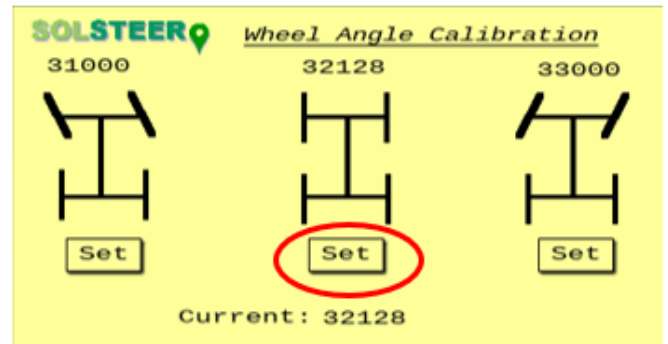 SOLSTEER Wheel Angle Calibration
31000 32128 33000
Set Set Set
Current: 32128